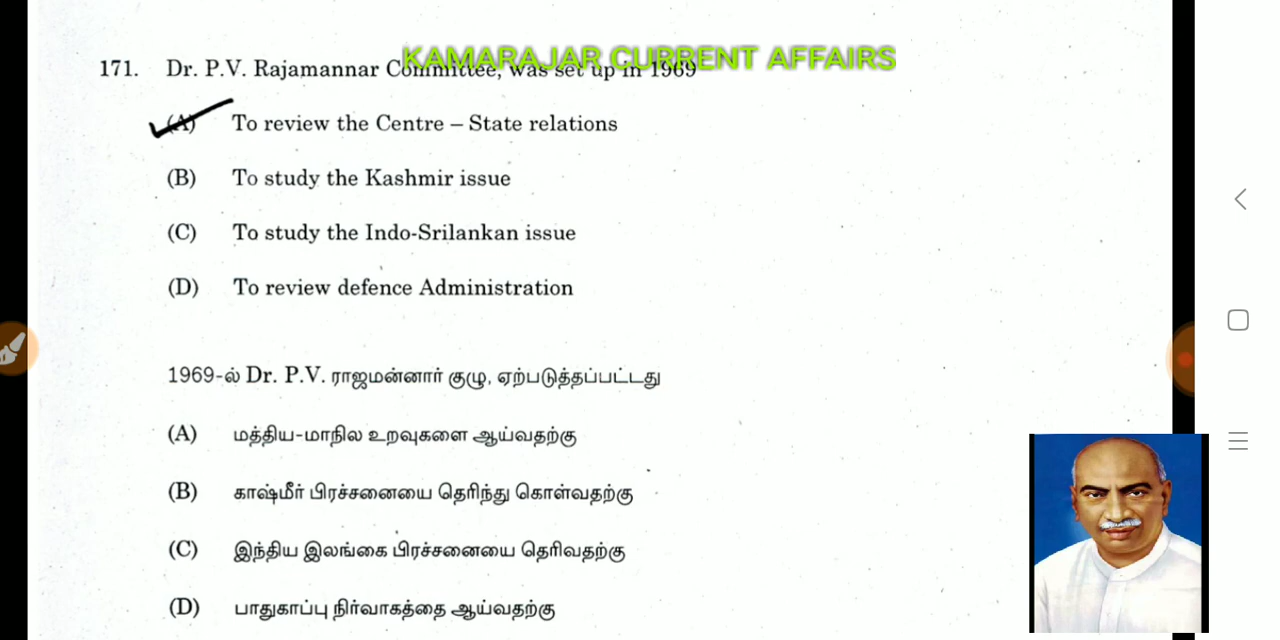 KAMARAJAR CURRENT AFFAIRS
171. Dr. P.V. Rajamannar Committee, was set up in 1969
(A) To review the Centre – State relations
(B) To study the Kashmir issue
(C) To study the Indo-Srilankan issue
(D) To review defence Administration
1969-ல் Dr. P.V. ராஜமன்னார் குழு, ஏற்படுத்தப்பட்டது
(A) மத்திய-மாநில உறவுகளை ஆய்வதற்கு
(B) காஷ்மீர் பிரச்சனையை தெரிந்து கொள்வதற்கு
(C) இந்திய இலங்கை பிரச்சனையை தெரிவதற்கு
(D) பாதுகாப்பு நிர்வாகத்தை ஆய்வதற்கு